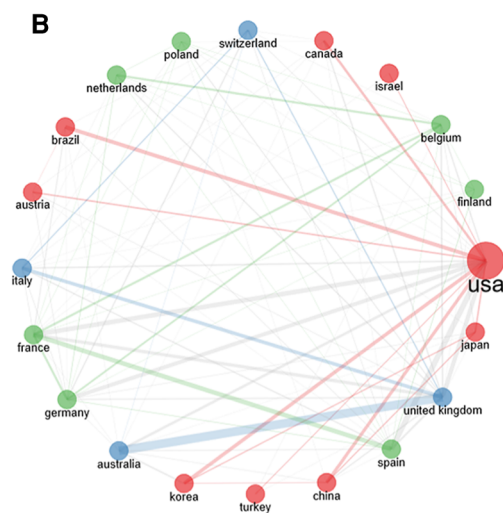 B
switzerland
canada
poland
israel
netherlands
belgium
brazil
finland
austria
usa
italy
japan
france
united kingdom
germany
spain
australia
korea
china
turkey